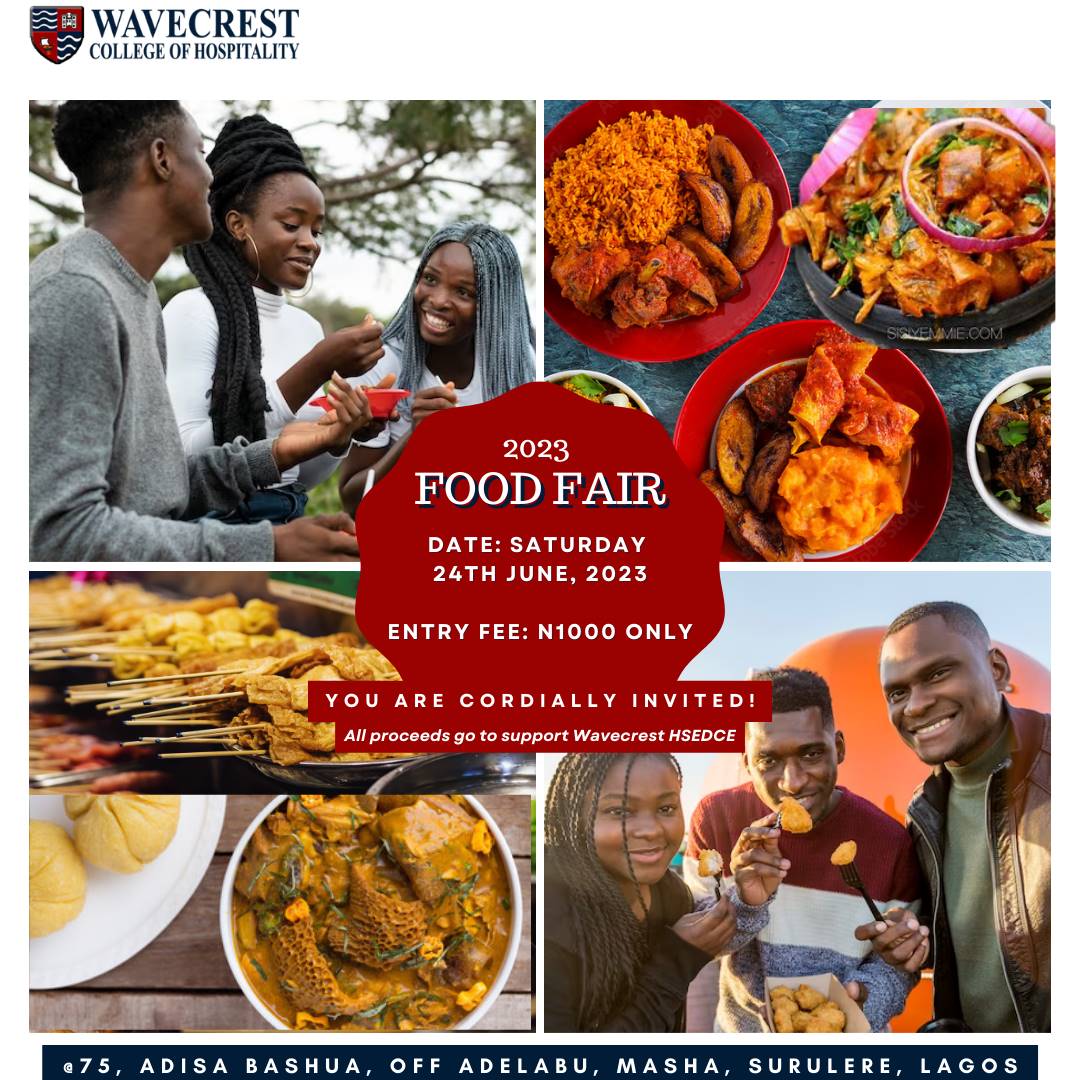 WAVECREST
COLLEGE OF HOSPITALITY
SISIYEMMIE.COM
2023
FOOD FAIR
DATE: SATURDAY
24TH JUNE, 2023
ENTRY FEE: N1000 ONLY
YOU ARE CORDIALLY INVITED!
All proceeds go to support Wavecrest HSEDCE
@75, ADISA BASHUA, OFF ADELABU, MASHA, SURULERE, LAGOS